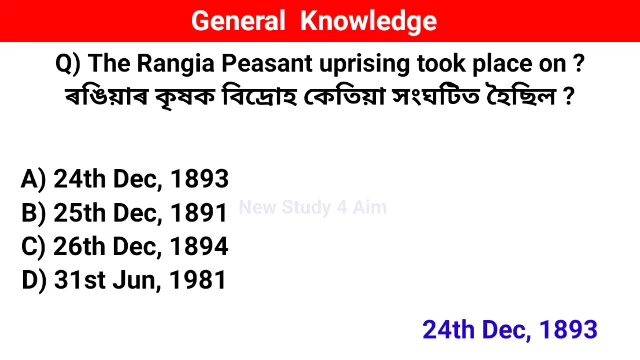 General Knowledge
Q) The Rangia Peasant uprising took place on ?
ৰঙিয়াৰ কৃষক বিদ্ৰোহ কেতিয়া সংঘটিত হৈছিল ?
A) 24th Dec, 1893
B) 25th Dec, 1891
New Study 4 Aim
C) 26th Dec, 1894
D) 31st Jun, 1981
24th Dec, 1893